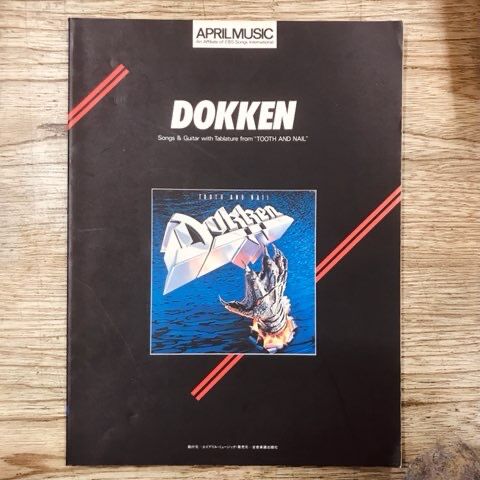 APRIL MUSIC
An Affiliate of CBS Songs International
DOKKEN
Songs & Guitar with Tablature from "TOOTH AND NAIL"
TOOTH AND NAIL
Dokken